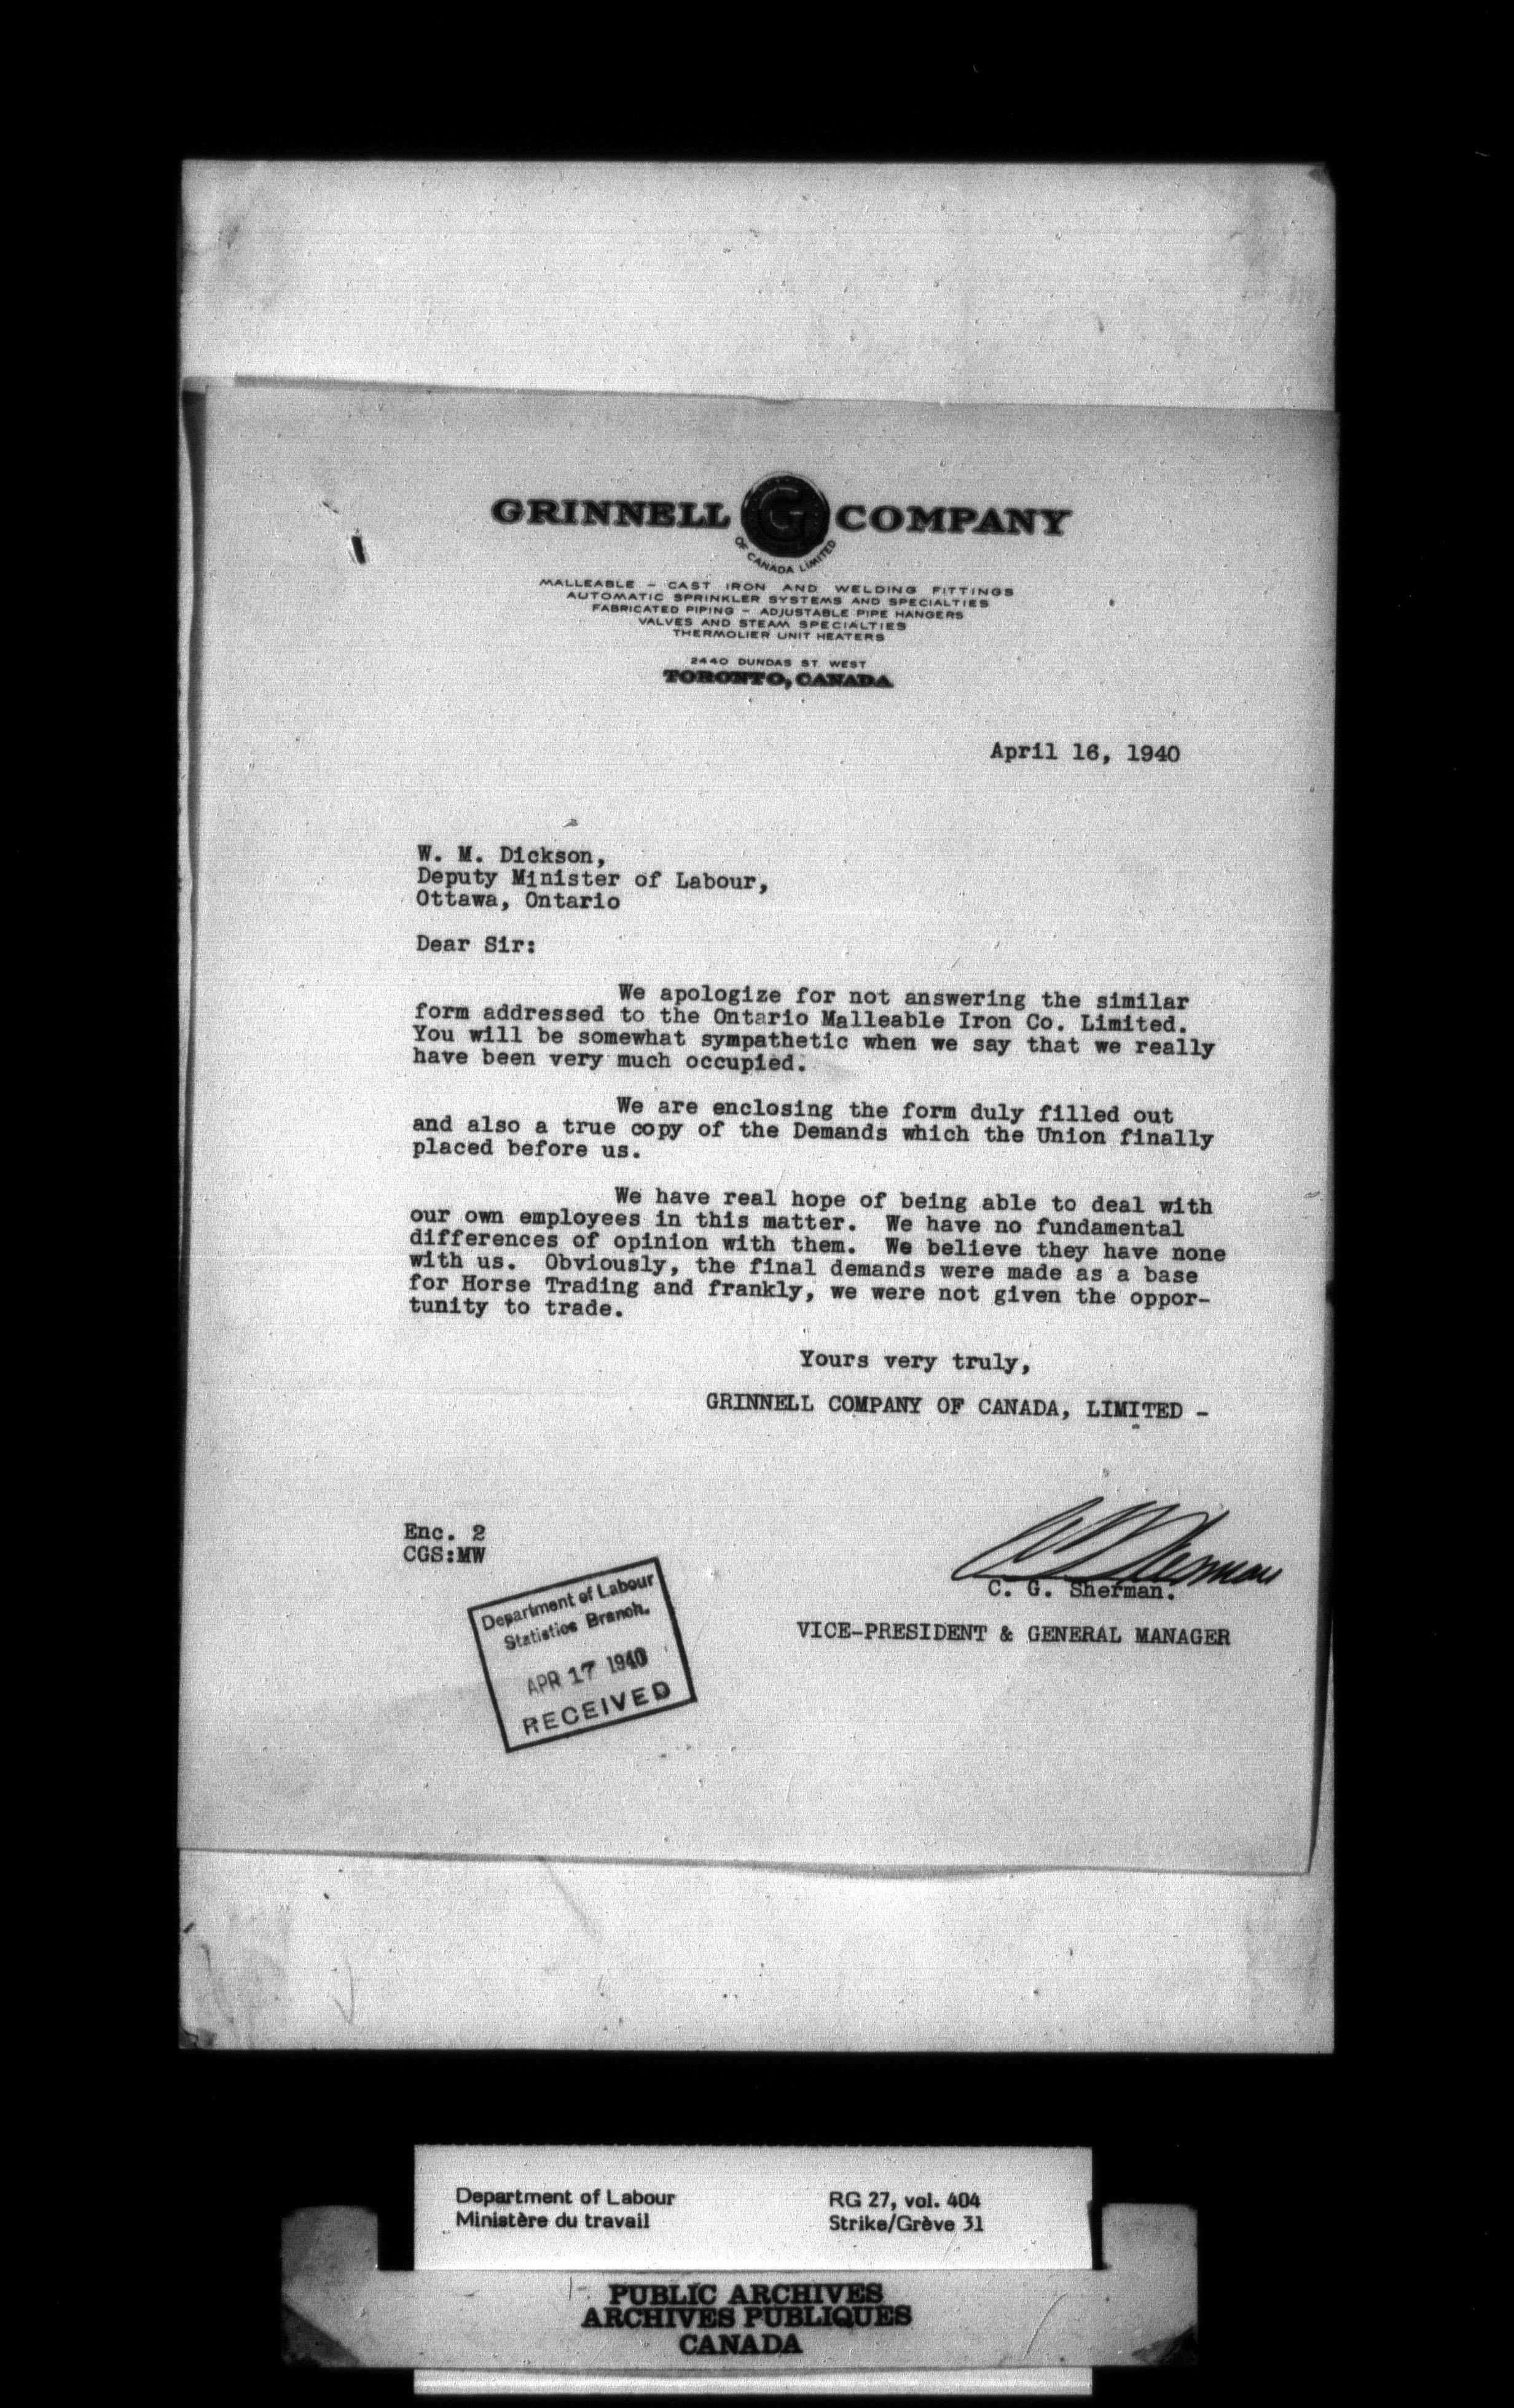 GRINNELL G COMPANY
OF CANADA LIMITED
MALLEABLE - CAST IRON AND WELDING FITTINGS
AUTOMATIC SPRINKLER SYSTEMS AND SPECIALTIES
FABRICATED PIPING - ADJUSTABLE PIPE HANGERS
VALVES AND STEAM SPECIALTIES
THERMOLIER UNIT HEATERS
2440 DUNDAS ST. WEST
TORONTO, CANADA
April 16, 1940
W. M. Dickson,
Deputy Minister of Labour,
Ottawa, Ontario
Dear Sir:
We apologize for not answering the similar
form addressed to the Ontario Malleable Iron Co. Limited.
You will be somewhat sympathetic when we say that we really
have been very much occupied.
We are enclosing the form duly filled out
and also a true copy of the Demands which the Union finally
placed before us.
We have real hope of being able to deal with
our own employees in this matter. We have no fundamental
differences of opinion with them. We believe they have none
with us. Obviously, the final demands were made as a base
for Horse Trading and frankly, we were not given the oppor-
tunity to trade.
Yours very truly,
GRINNELL COMPANY OF CANADA, LIMITED -
Enc. 2
CGS:MW
C. G. Sherman
C. G. Sherman.
VICE-PRESIDENT & GENERAL MANAGER
Department of Labour
Statistics Branch.
APR 17 1940
RECEIVED
Department of Labour
Ministère du travail
RG 27, vol. 404
Strike/Grève 31
PUBLIC ARCHIVES
ARCHIVES PUBLIQUES
CANADA